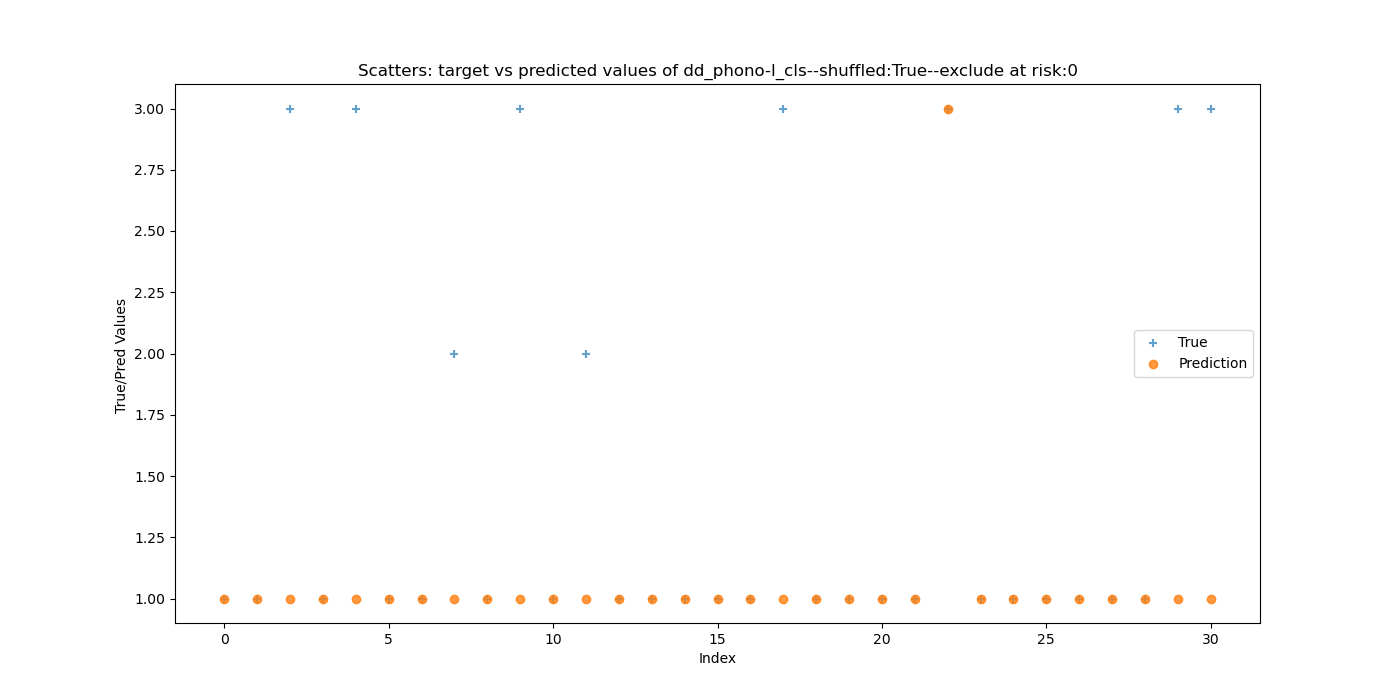 Scatters: target vs predicted values of dd_phono-l_cls--shuffled:True--exclude at risk:0
3.00
2.75
2.50
2.25
2.00
1.75
1.50
1.25
1.00
True/Pred Values
True
Prediction
0 5 10 15 20 25 30
Index